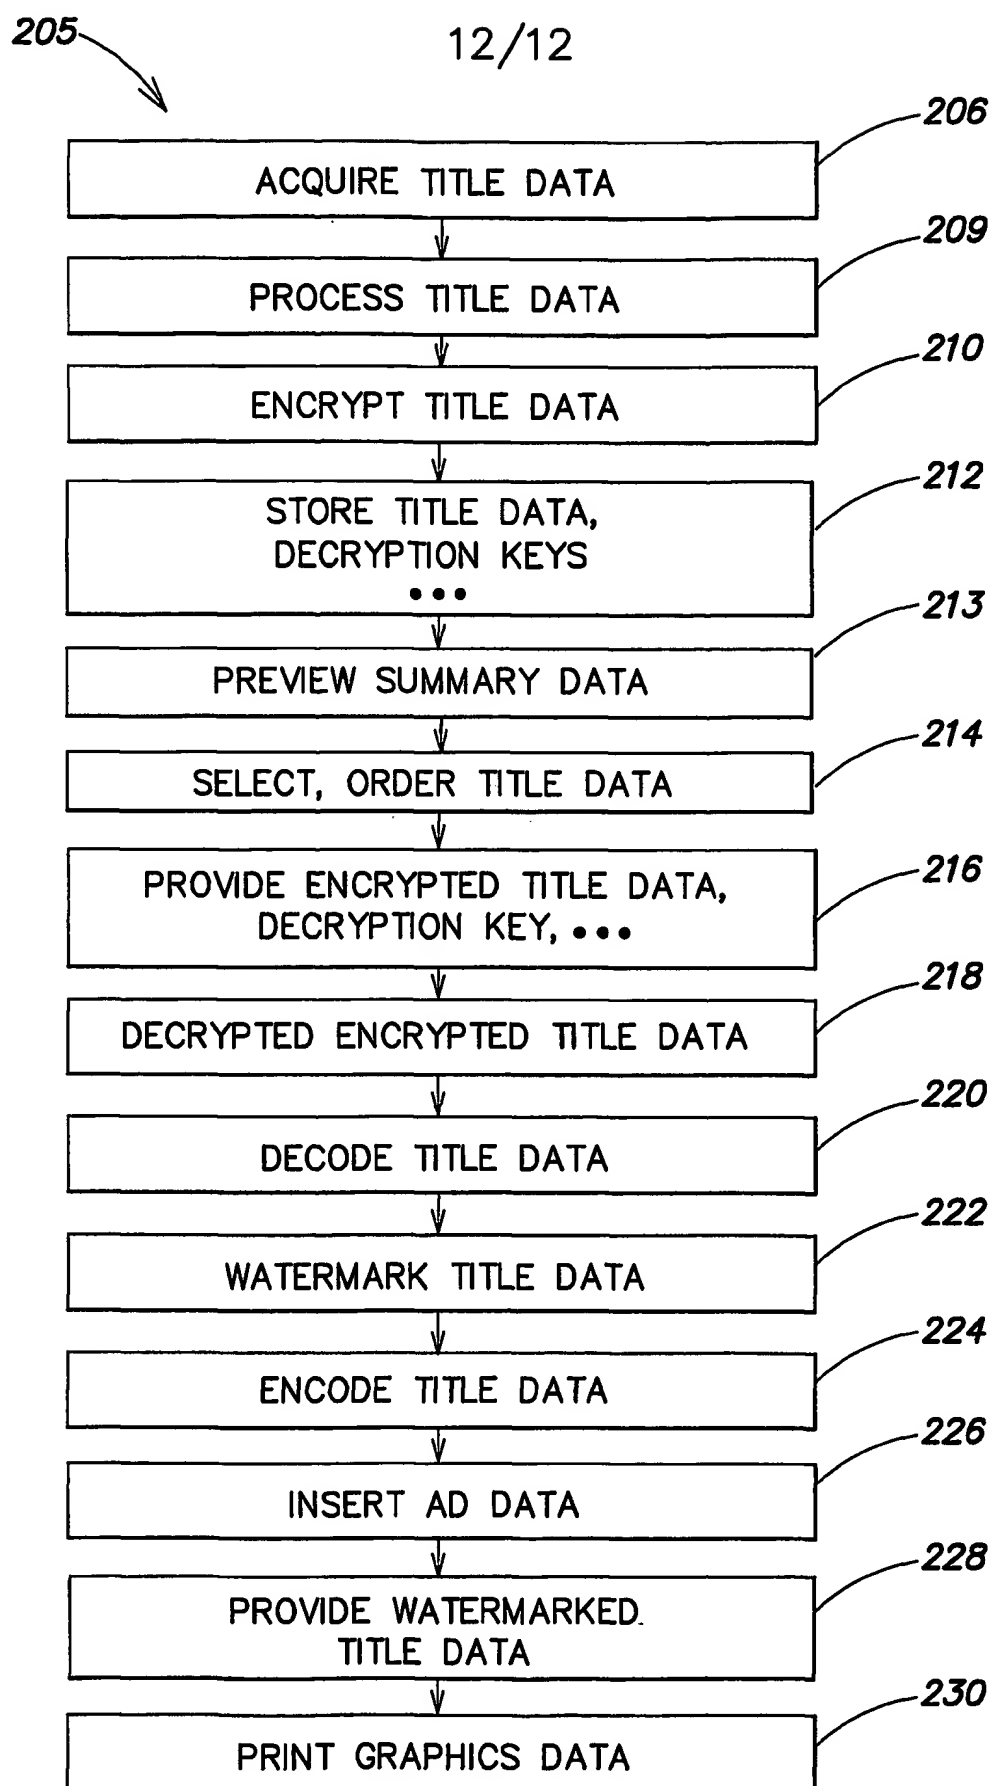 205
12/12
206
ACQUIRE TITLE DATA
209
PROCESS TITLE DATA
210
ENCRYPT TITLE DATA
212
STORE TITLE DATA,
DECRYPTION KEYS
•••
213
PREVIEW SUMMARY DATA
214
SELECT, ORDER TITLE DATA
216
PROVIDE ENCRYPTED TITLE DATA,
DECRYPTION KEY, •••
218
DECRYPTED ENCRYPTED TITLE DATA
220
DECODE TITLE DATA
222
WATERMARK TITLE DATA
224
ENCODE TITLE DATA
226
INSERT AD DATA
228
PROVIDE WATERMARKED
TITLE DATA
230
PRINT GRAPHICS DATA